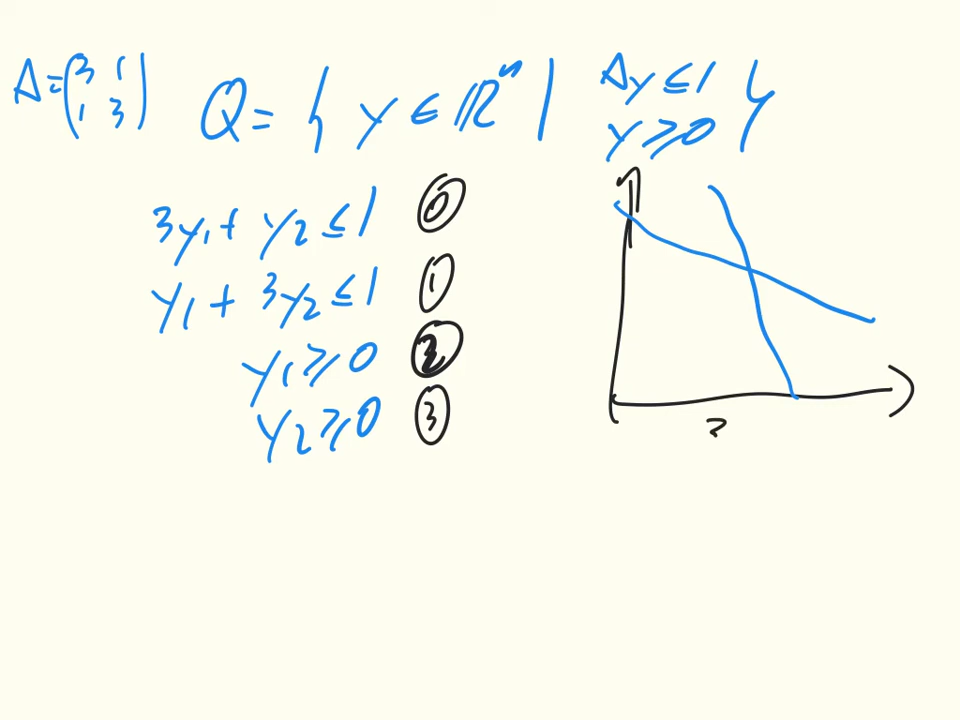 A = (3 1
1 3) Q = { y ∈ ℝⁿ | Ay ≤ 1
y ≥ 0 }
3y₁ + y₂ ≤ 1 ⓪
y₁ + 3y₂ ≤ 1 ①
y₁ ≥ 0 ②
y₂ ≥ 0 ③